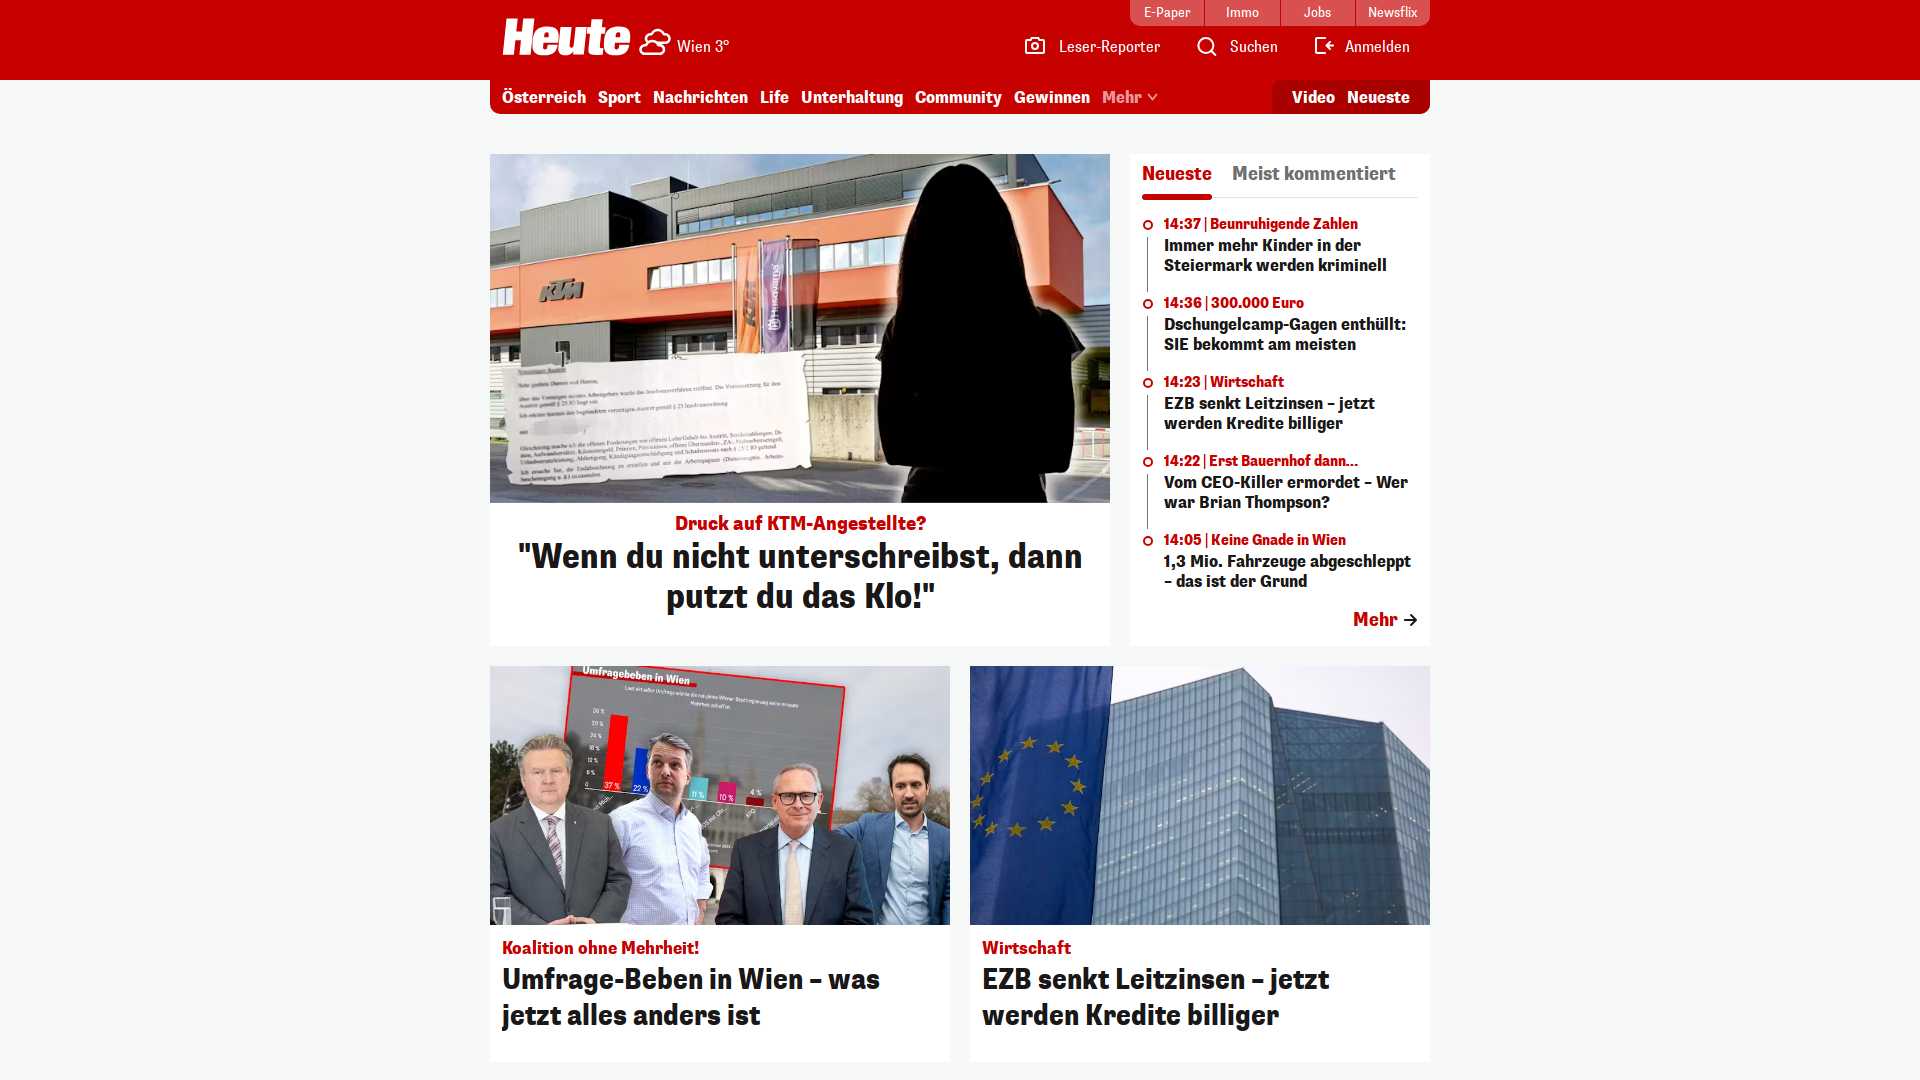 E-Paper
Immo
Jobs
Newsflix
Heute
Wien 3°
Leser-Reporter
Suchen
Anmelden
Österreich
Sport
Nachrichten
Life
Unterhaltung
Community
Gewinnen
Mehr
Video
Neueste
KTM
KTM
Husqvarna
Druck auf KTM-Angestellte?
"Wenn du nicht unterschreibst, dann
putzt du das Klo!"
Neueste
Meist kommentiert
14:37 | Beunruhigende Zahlen
Immer mehr Kinder in der
Steiermark werden kriminell
14:36 | 300.000 Euro
Dschungelcamp-Gagen enthüllt:
SIE bekommt am meisten
14:23 | Wirtschaft
EZB senkt Leitzinsen – jetzt
werden Kredite billiger
14:22 | Erst Bauernhof dann...
Vom CEO-Killer ermordet – Wer
war Brian Thompson?
14:05 | Keine Gnade in Wien
1,3 Mio. Fahrzeuge abgeschleppt
– das ist der Grund
Mehr
Umfragebeben in Wien
37 %
22 %
11 %
10 %
4 %
Koalition ohne Mehrheit!
Umfrage-Beben in Wien – was
jetzt alles anders ist
Wirtschaft
EZB senkt Leitzinsen – jetzt
werden Kredite billiger